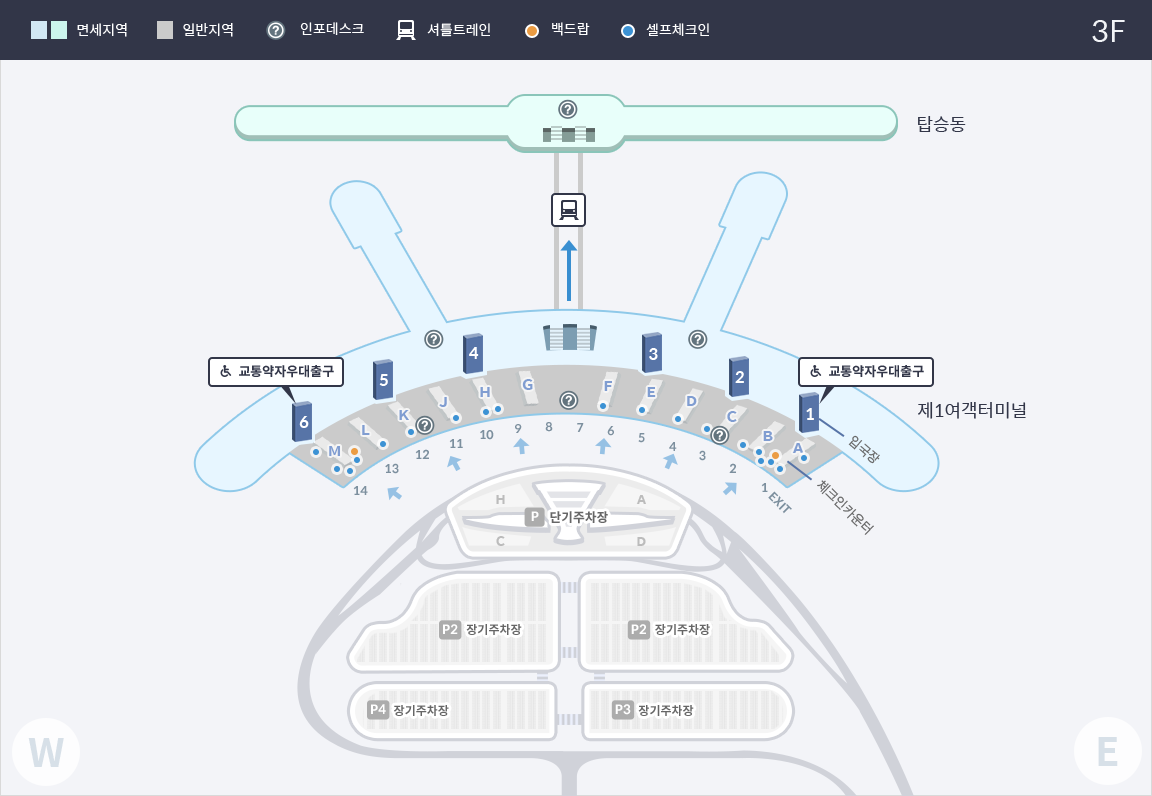 면세지역 일반지역 ? 인포데스크 셔틀트레인 백드랍 셀프체크인 3F
?
탑승동
? ?
교통약자우대출구 교통약자우대출구
6 5 4 3 2 1
제1여객터미널
M L K J H G F E D C B A
? ? ?
입국장
체크인카운터
14 13 12 11 10 9 8 7 6 5 4 3 2 1 EXIT
H A
P 단기주차장
C D
P2 장기주차장 P2 장기주차장
P4 장기주차장 P3 장기주차장
W E